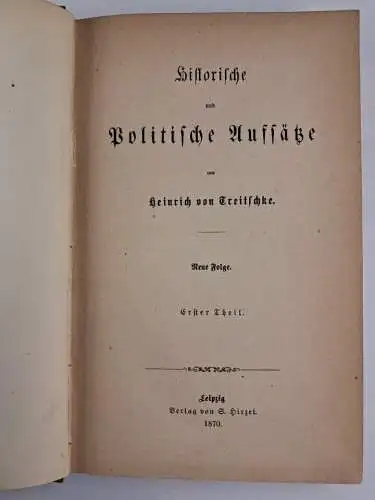 Historische
und
Politische Aufsätze
von
Heinrich von Treitschke.
Neue Folge.
Erster Theil.
Leipzig
Verlag von S. Hirzel.
1870.